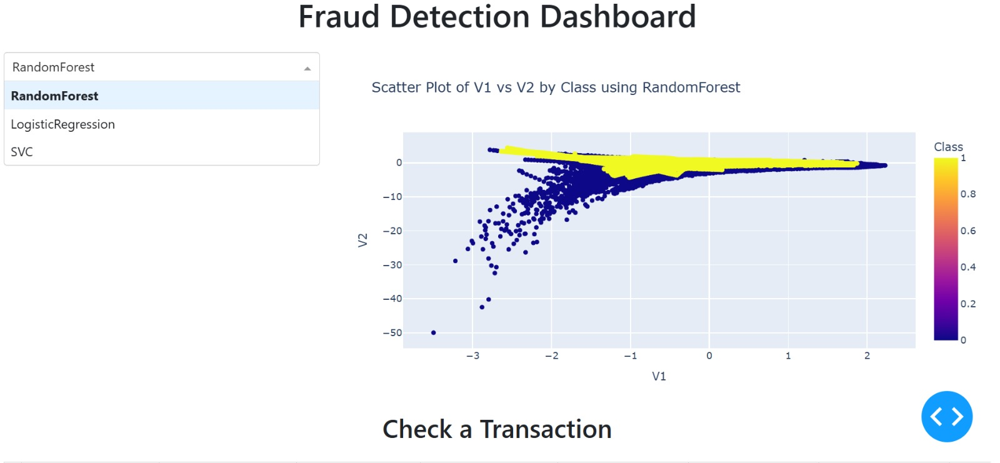 Fraud Detection Dashboard
RandomForest
RandomForest
LogisticRegression
SVC
Scatter Plot of V1 vs V2 by Class using RandomForest
V2
0
−10
−20
−30
−40
−50
−3
−2
−1
0
1
2
V1
Class
1
0.8
0.6
0.4
0.2
0
Check a Transaction